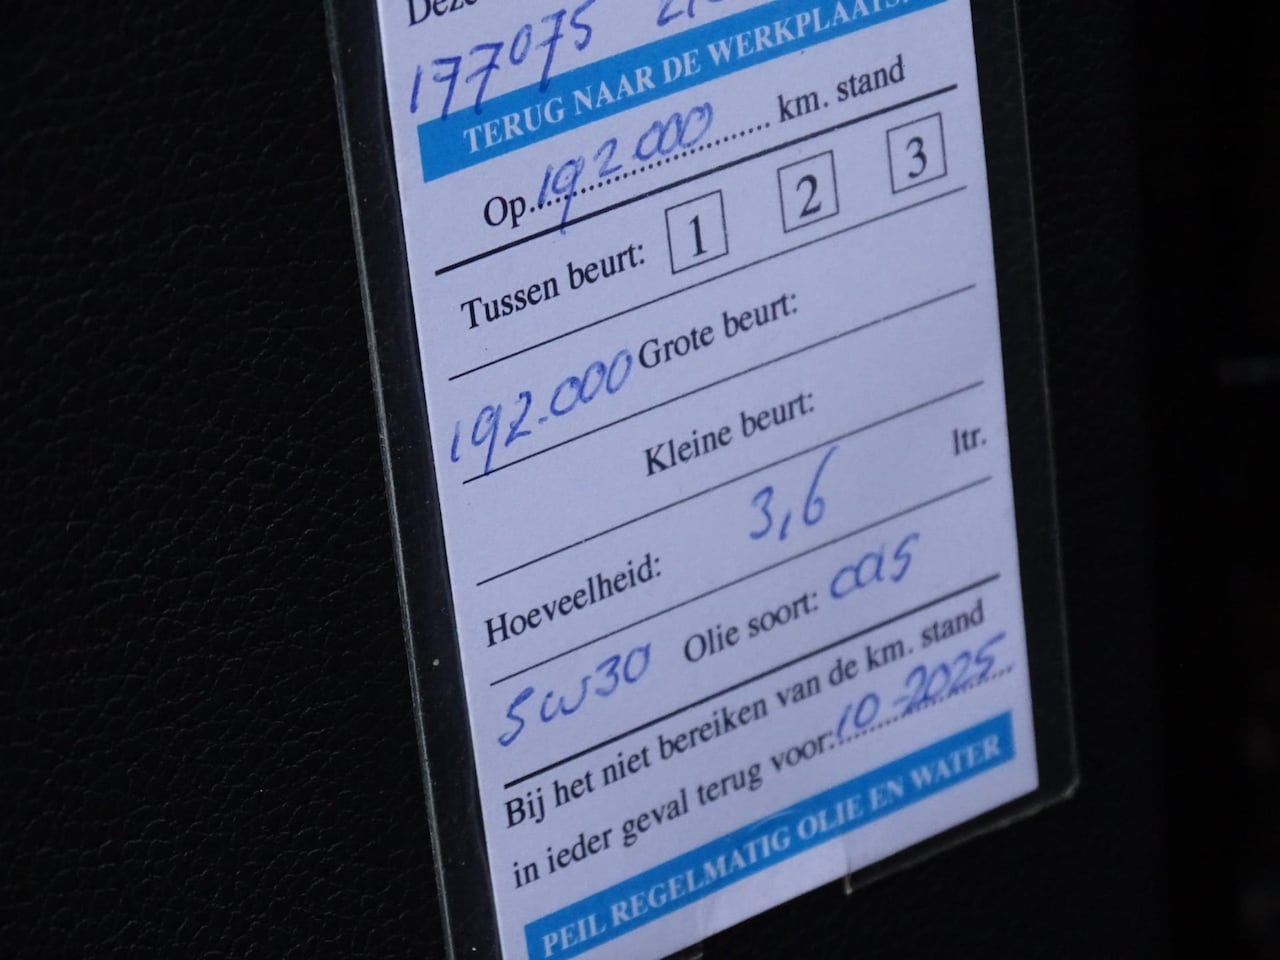 Deze
177075
TERUG NAAR DE WERKPLAATS:
Op 192.000 km. stand
Tussen beurt: 1 2 3
192.000 Grote beurt:
Kleine beurt:
Hoeveelheid: 3,6 ltr.
5w30 Olie soort:
Bij het niet bereiken van de km. stand
in ieder geval terug voor: 10-2025
PEIL REGELMATIG OLIE EN WATER